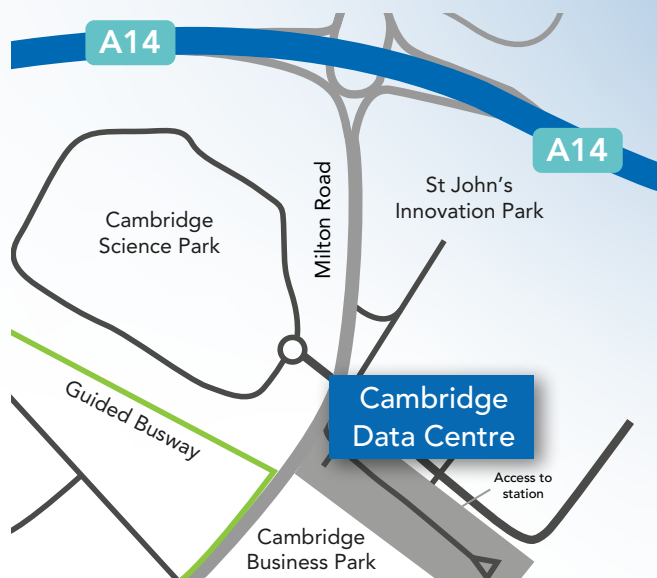 A14
A14
St John's
Innovation Park
Cambridge
Science Park
Milton Road
Guided Busway
Cambridge
Data Centre
Access to
station
Cambridge
Business Park